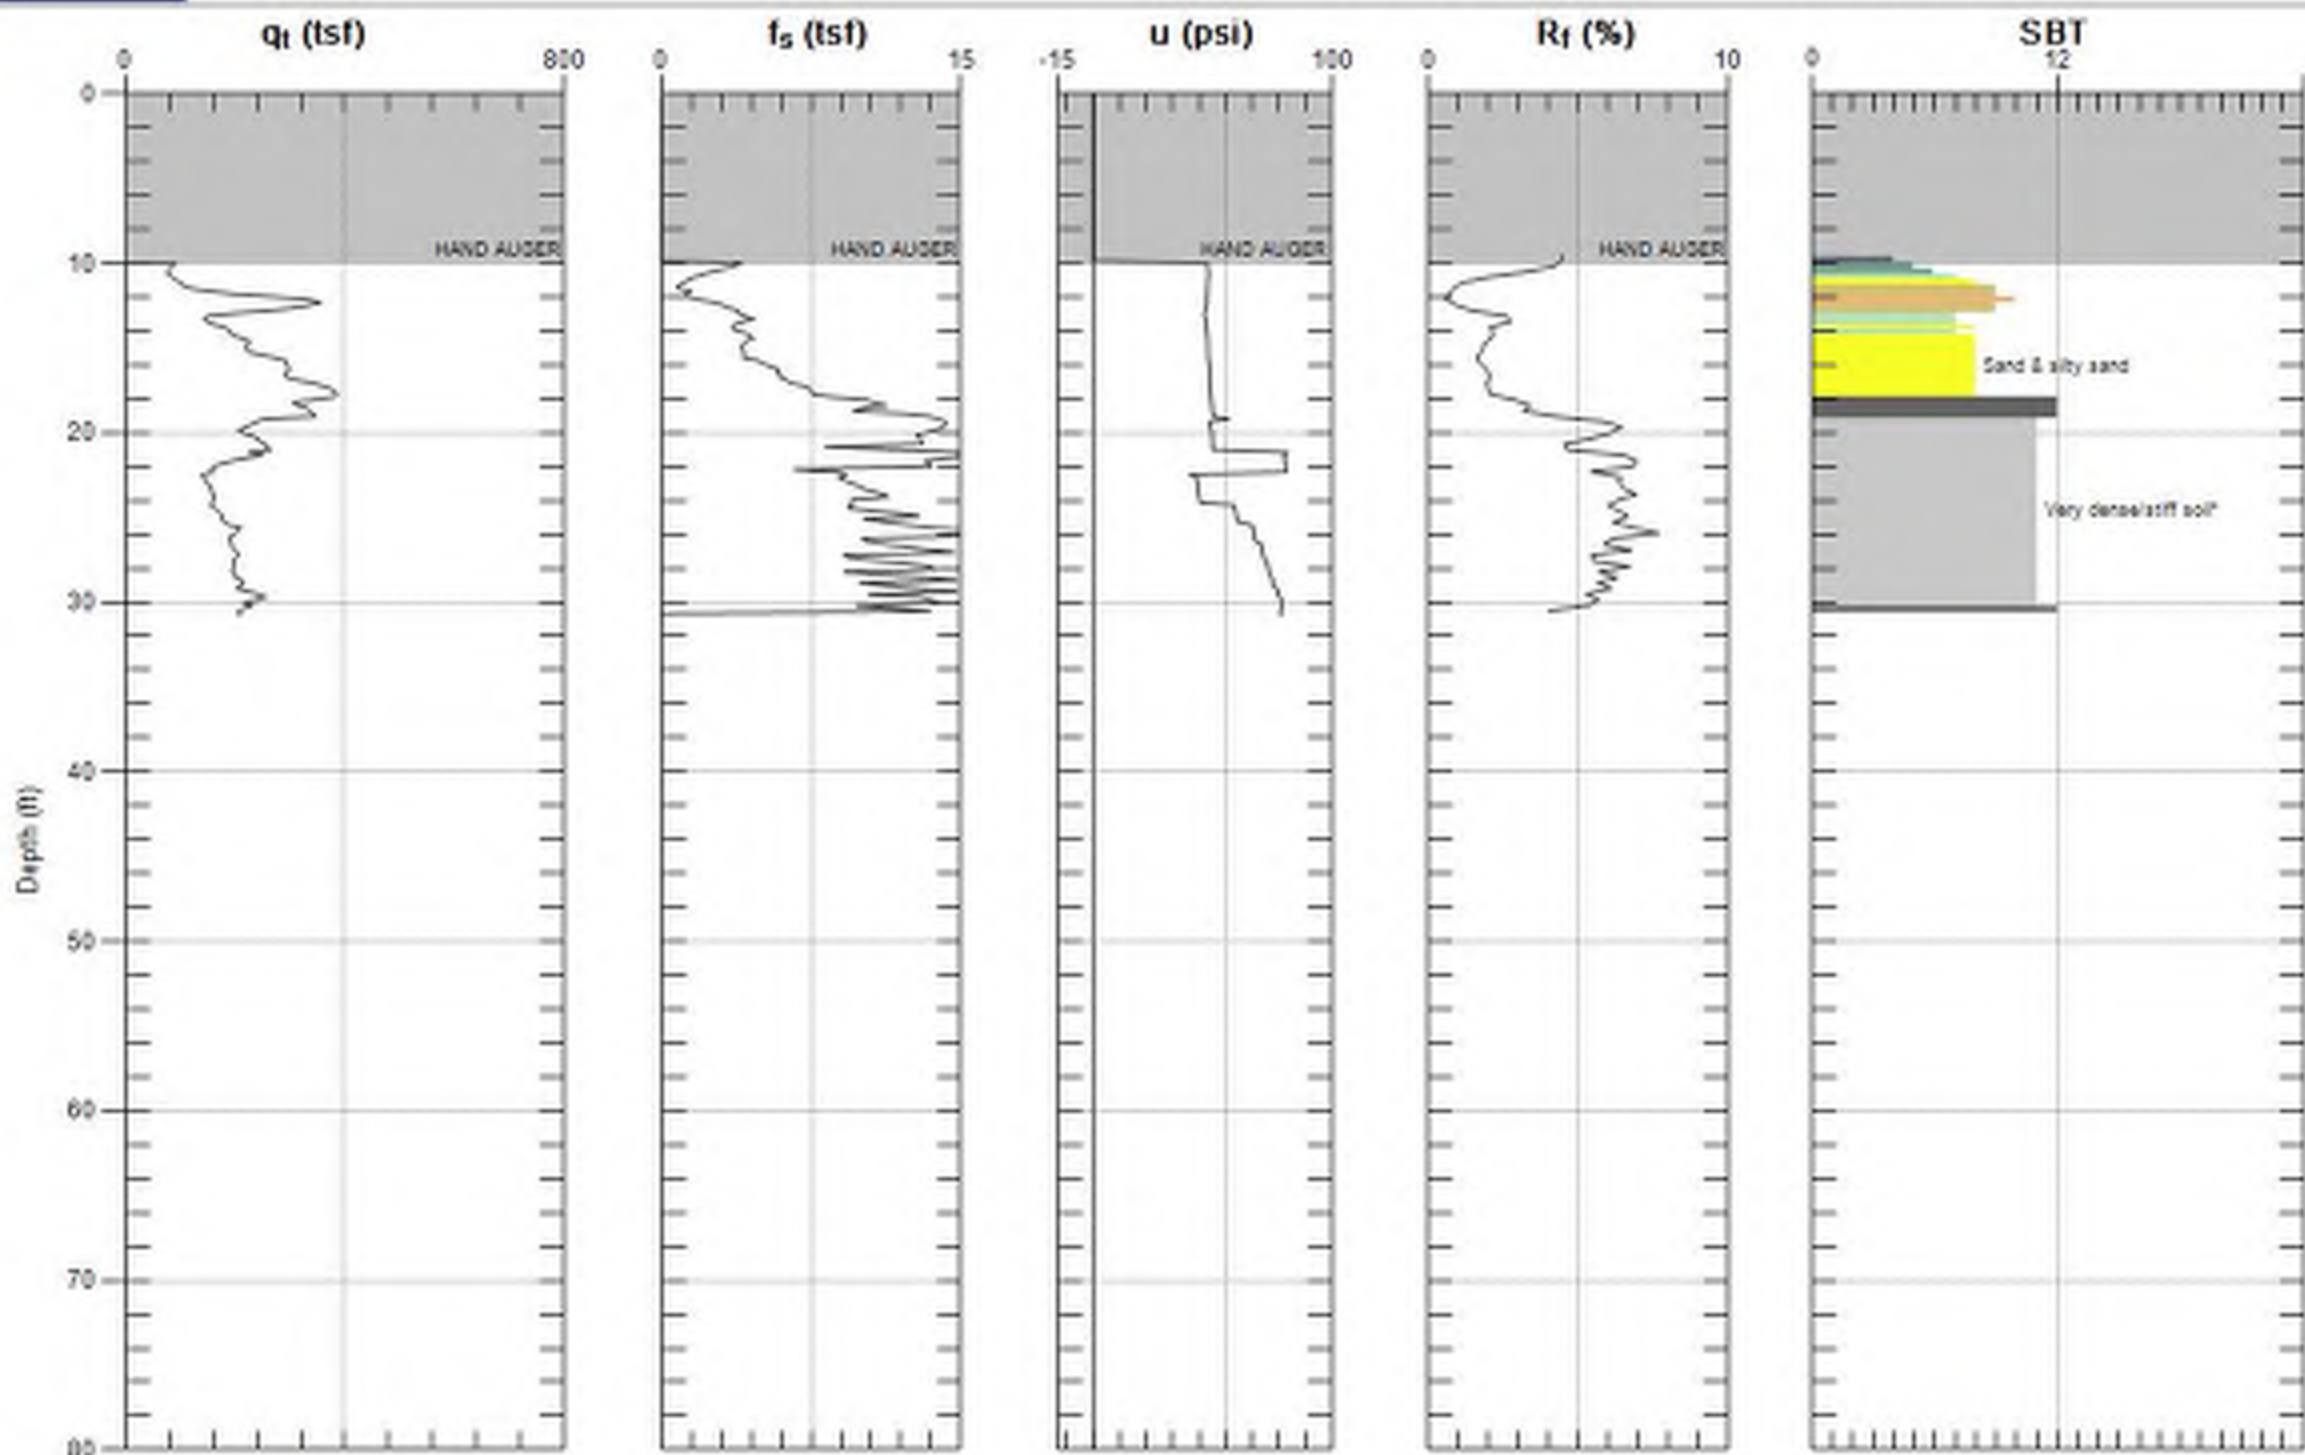 qt (tsf) fs (tsf) u (psi) Rf (%) SBT
0 800 0 15 -15 100 0 10 0 12
0
HAND AUGER HAND AUGER HAND AUGER HAND AUGER
10
Sand & silty sand
20
Very dense/stiff soil*
30
40
Depth (ft)
50
60
70
80